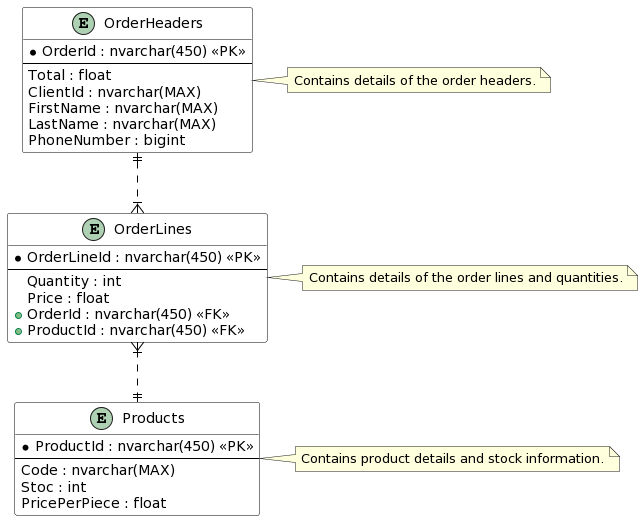 E OrderHeaders
OrderId : nvarchar(450) «PK»
Total : float
ClientId : nvarchar(MAX)
FirstName : nvarchar(MAX)
LastName : nvarchar(MAX)
PhoneNumber : bigint
Contains details of the order headers.
E OrderLines
OrderLineId : nvarchar(450) «PK»
Quantity : int
Price : float
OrderId : nvarchar(450) «FK»
ProductId : nvarchar(450) «FK»
Contains details of the order lines and quantities.
E Products
ProductId : nvarchar(450) «PK»
Code : nvarchar(MAX)
Stoc : int
PricePerPiece : float
Contains product details and stock information.